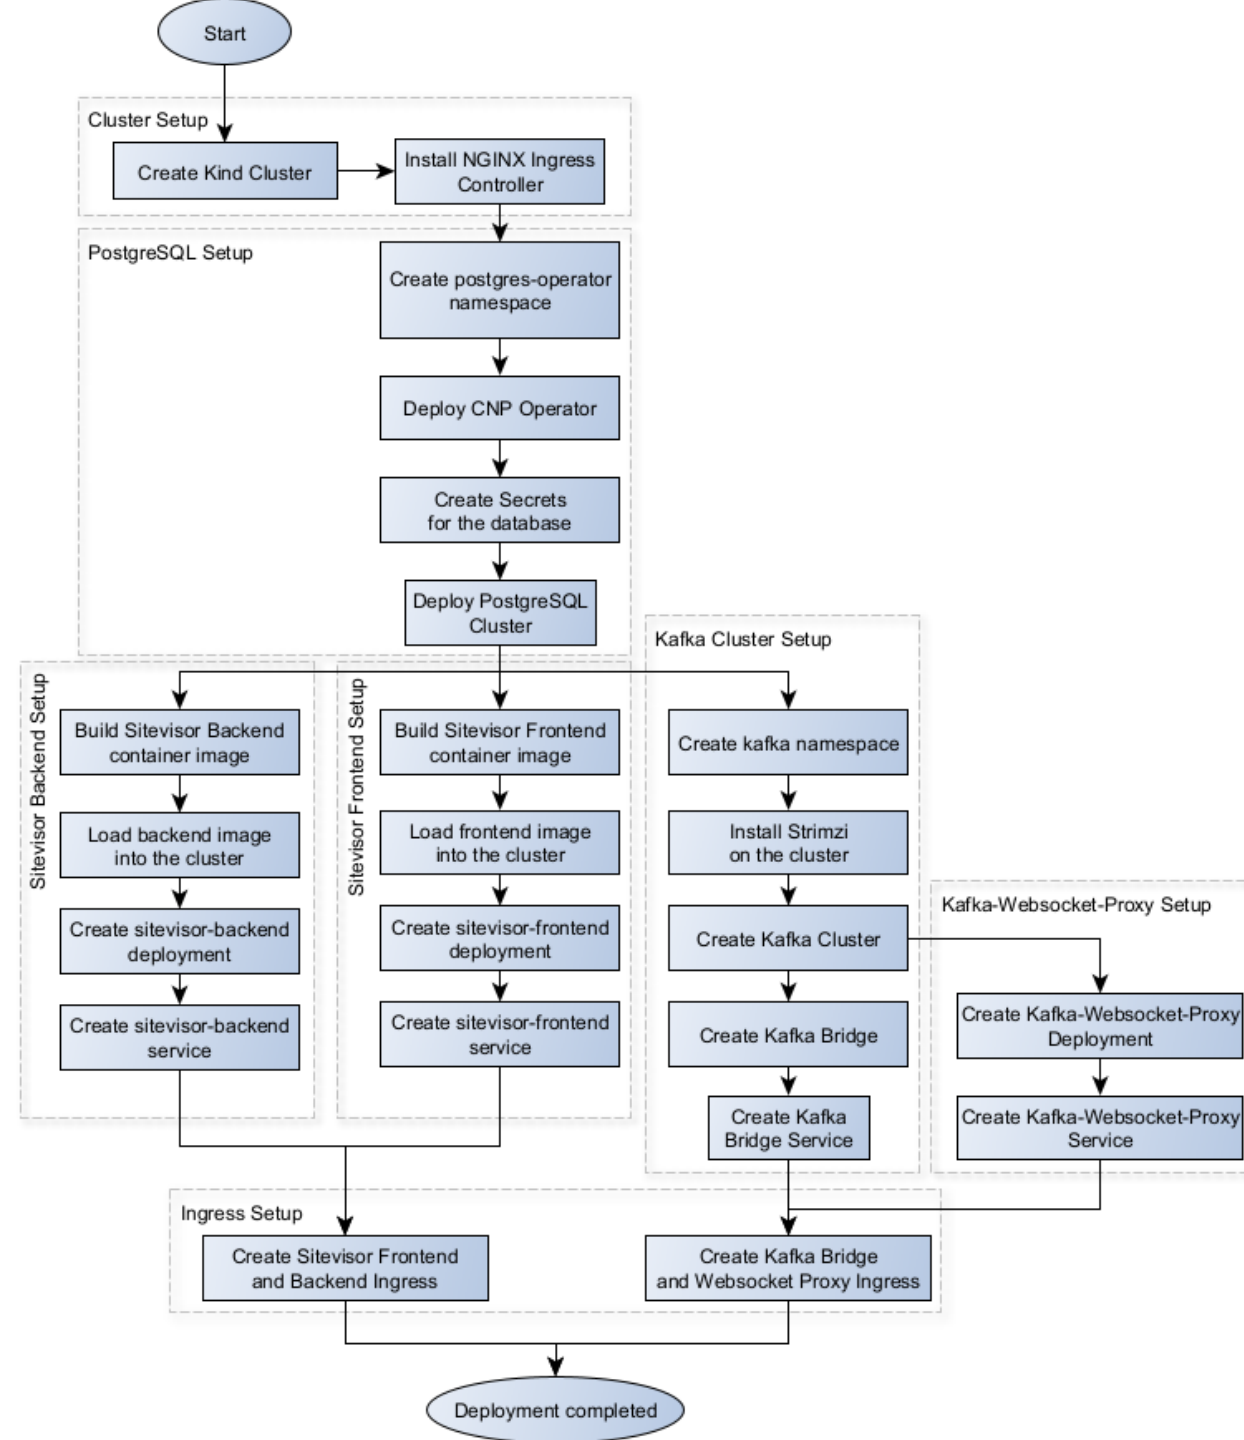 Start
Cluster Setup
Create Kind Cluster
Install NGINX Ingress
Controller
PostgreSQL Setup
Create postgres-operator
namespace
Deploy CNP Operator
Create Secrets
for the database
Deploy PostgreSQL
Cluster
Sitevisor Backend Setup
Build Sitevisor Backend
container image
Load backend image
into the cluster
Create sitevisor-backend
deployment
Create sitevisor-backend
service
Sitevisor Frontend Setup
Build Sitevisor Frontend
container image
Load frontend image
into the cluster
Create sitevisor-frontend
deployment
Create sitevisor-frontend
service
Kafka Cluster Setup
Create kafka namespace
Install Strimzi
on the cluster
Create Kafka Cluster
Create Kafka Bridge
Create Kafka
Bridge Service
Kafka-Websocket-Proxy Setup
Create Kafka-Websocket-Proxy
Deployment
Create Kafka-Websocket-Proxy
Service
Ingress Setup
Create Sitevisor Frontend
and Backend Ingress
Create Kafka Bridge
and Websocket Proxy Ingress
Deployment completed